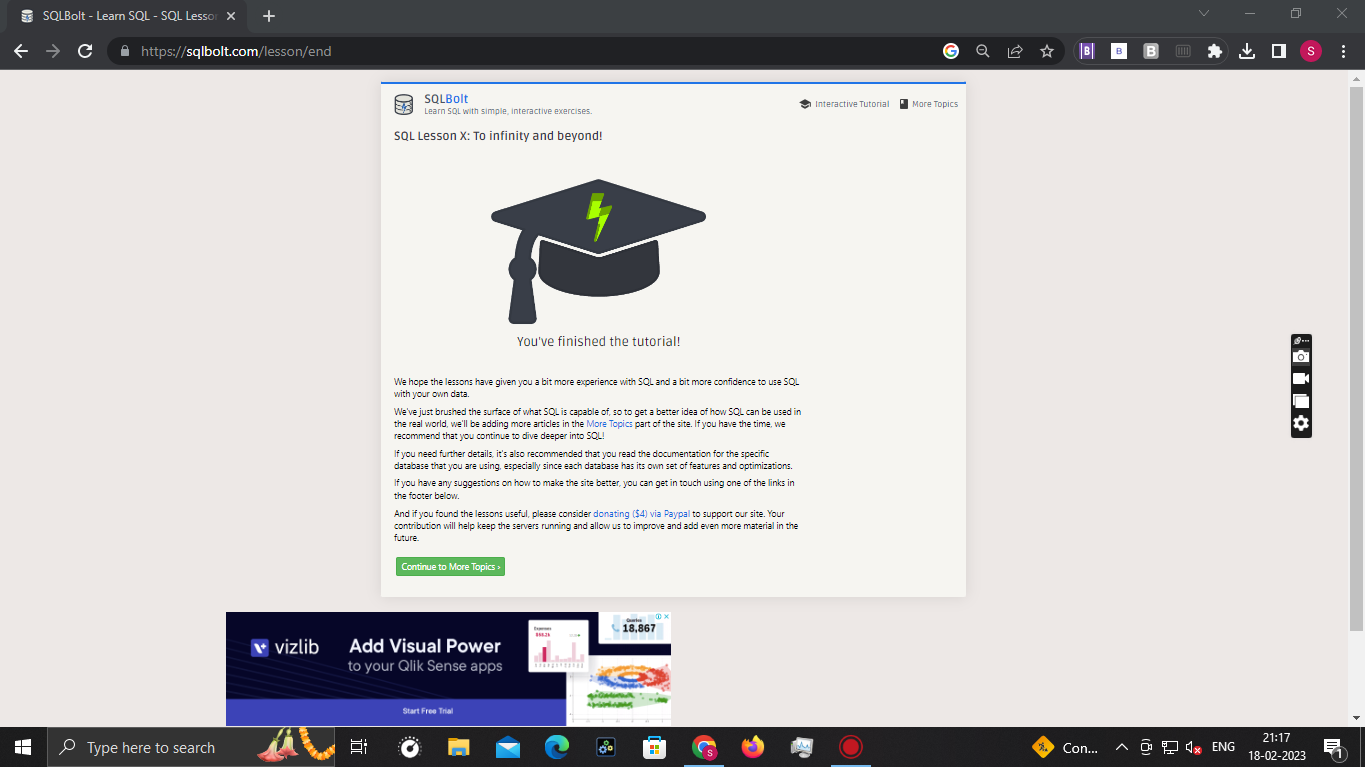 SQLBolt - Learn SQL - SQL Lesso
https://sqlbolt.com/lesson/end
S
SQLBolt
Learn SQL with simple, interactive exercises.
Interactive Tutorial
More Topics
SQL Lesson X: To infinity and beyond!
You've finished the tutorial!
We hope the lessons have given you a bit more experience with SQL and a bit more confidence to use SQL
with your own data.
We've just brushed the surface of what SQL is capable of, so to get a better idea of how SQL can be used in
the real world, we'll be adding more articles in the More Topics part of the site. If you have the time, we
recommend that you continue to dive deeper into SQL!
If you need further details, it's also recommended that you read the documentation for the specific
database that you are using, especially since each database has its own set of features and optimizations.
If you have any suggestions on how to make the site better, you can get in touch using one of the links in
the footer below.
And if you found the lessons useful, please consider donating ($4) via Paypal to support our site. Your
contribution will help keep the servers running and allow us to improve and add even more material in the
future.
Continue to More Topics ›
vizlib
Add Visual Power
to your Qlik Sense apps
Start Free Trial
Expenses
18,867
Type here to search
Con...
ENG
21:17
18-02-2023
1